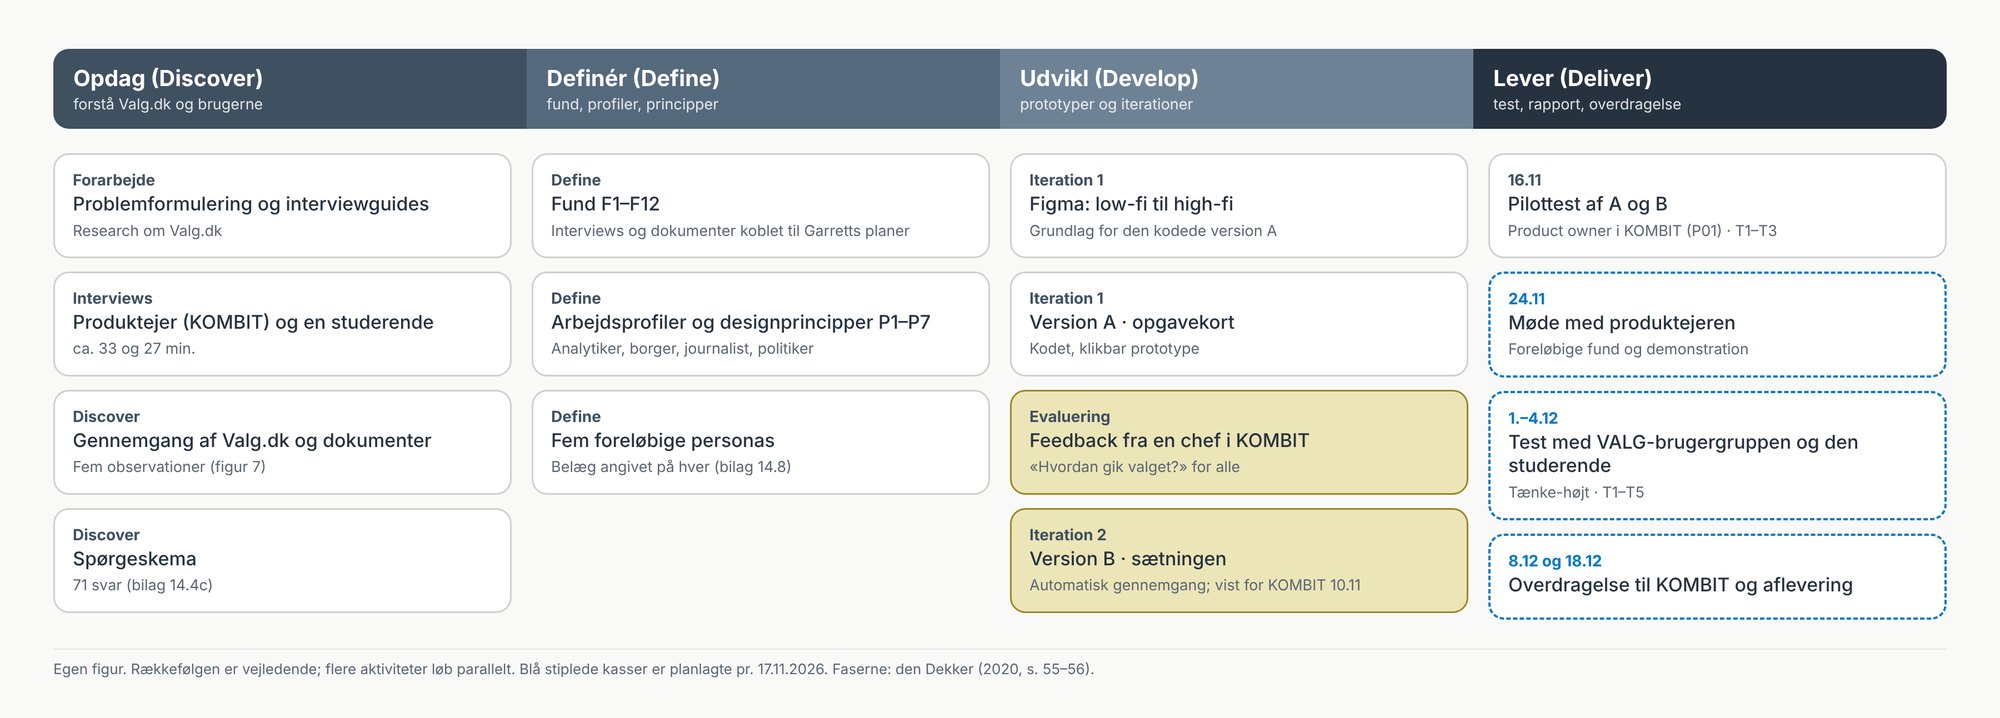 Opdag (Discover)
forstå Valg.dk og brugerne
Definér (Define)
fund, profiler, principper
Udvikl (Develop)
prototyper og iterationer
Lever (Deliver)
test, rapport, overdragelse
Forarbejde
Problemformulering og interviewguides
Research om Valg.dk
Interviews
Produktejer (KOMBIT) og en studerende
ca. 33 og 27 min.
Discover
Gennemgang af Valg.dk og dokumenter
Fem observationer (figur 7)
Discover
Spørgeskema
71 svar (bilag 14.4c)
Define
Fund F1–F12
Interviews og dokumenter koblet til Garretts planer
Define
Arbejdsprofiler og designprincipper P1–P7
Analytiker, borger, journalist, politiker
Define
Fem foreløbige personas
Belæg angivet på hver (bilag 14.8)
Iteration 1
Figma: low-fi til high-fi
Grundlag for den kodede version A
Iteration 1
Version A · opgavekort
Kodet, klikbar prototype
Evaluering
Feedback fra en chef i KOMBIT
«Hvordan gik valget?» for alle
Iteration 2
Version B · sætningen
Automatisk gennemgang; vist for KOMBIT 10.11
16.11
Pilottest af A og B
Product owner i KOMBIT (P01) · T1–T3
24.11
Møde med produktejeren
Foreløbige fund og demonstration
1.–4.12
Test med VALG-brugergruppen og den
studerende
Tænke-højt · T1–T5
8.12 og 18.12
Overdragelse til KOMBIT og aflevering
Egen figur. Rækkefølgen er vejledende; flere aktiviteter løb parallelt. Blå stiplede kasser er planlagte pr. 17.11.2026. Faserne: den Dekker (2020, s. 55–56).